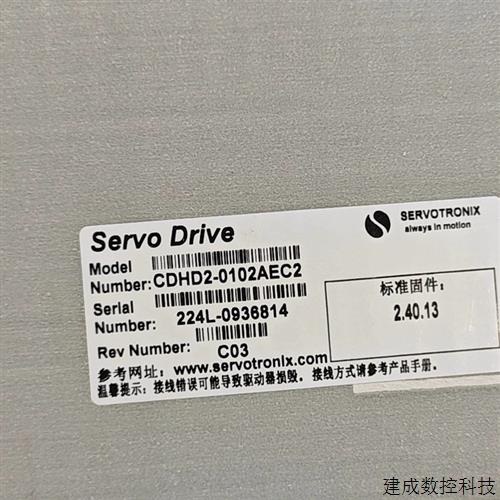 SERVOTRONIX
always in motion
Servo Drive
Model
Number: CDHD2-0102AEC2
Serial
Number: 224L-0936814
Rev Number: C03
标准固件:
2.40.13
参考网址: www.servotronix.com
温馨提示: 接线错误可能导致驱动器损毁。接线方式请参考产品手册.
建成数控科技